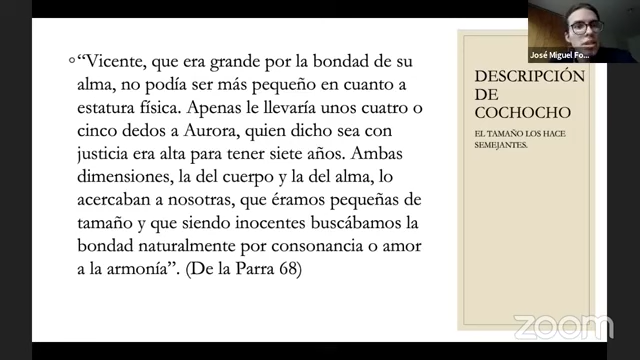 “Vicente, que era grande por la bondad de su
alma, no podía ser más pequeño en cuanto a
estatura física. Apenas le llevaría unos cuatro o
cinco dedos a Aurora, quien dicho sea con
justicia era alta para tener siete años. Ambas
dimensiones, la del cuerpo y la del alma, lo
acercaban a nosotras, que éramos pequeñas de
tamaño y que siendo inocentes buscábamos la
bondad naturalmente por consonancia o amor
a la armonía”. (De la Parra 68)
José Miguel Fo...
DESCRIPCIÓN
DE
COCHOCHO
EL TAMAÑO LOS HACE
SEMEJANTES.
zoom